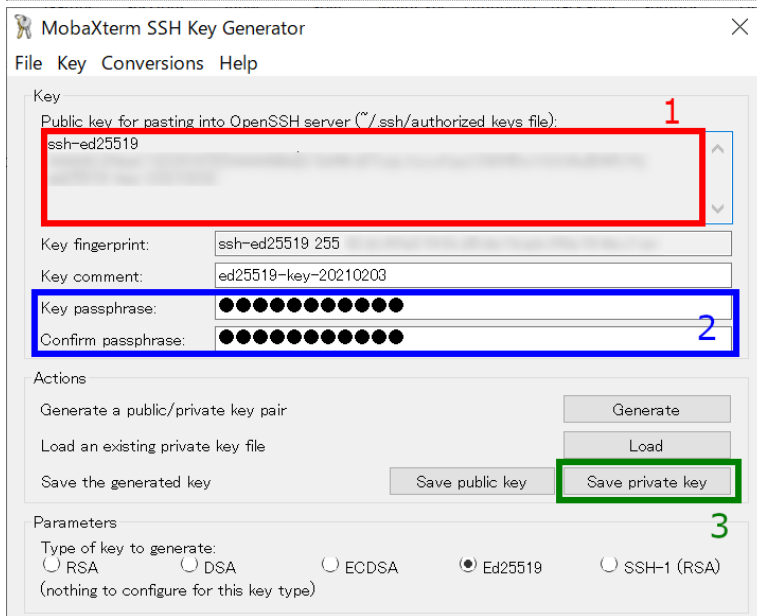 MobaXterm SSH Key Generator
File Key Conversions Help
Key
Public key for pasting into OpenSSH server (~/.ssh/authorized keys file):
1
ssh-ed25519
Key fingerprint: ssh-ed25519 255
Key comment: ed25519-key-20210203
Key passphrase: ●●●●●●●●●●●
Confirm passphrase: ●●●●●●●●●●●
2
Actions
Generate a public/private key pair Generate
Load an existing private key file Load
Save the generated key Save public key Save private key
3
Parameters
Type of key to generate:
RSA DSA ECDSA Ed25519 SSH-1 (RSA)
(nothing to configure for this key type)